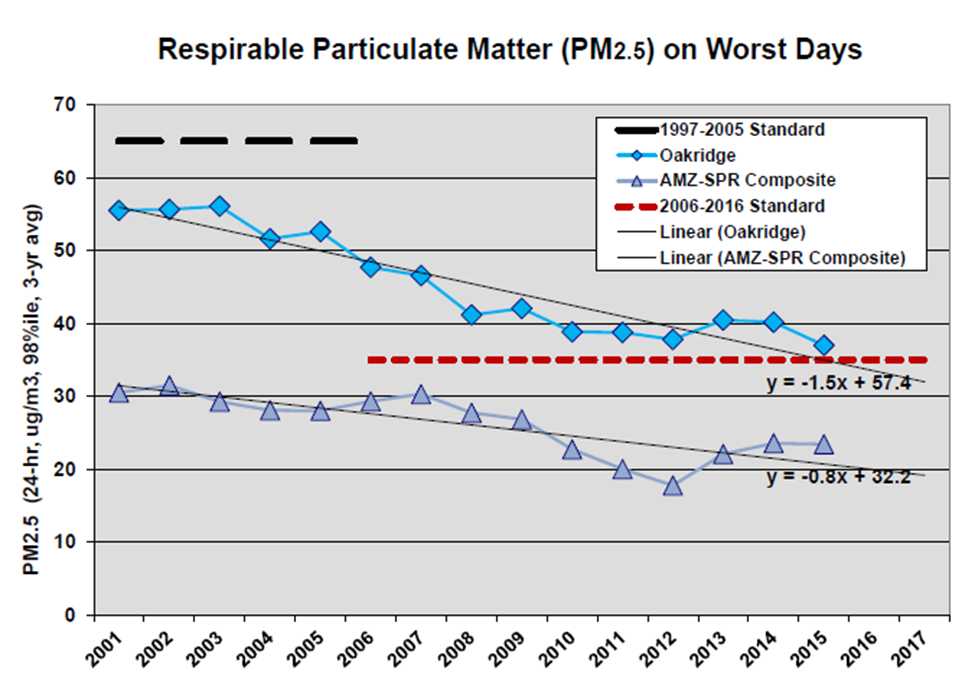 Respirable Particulate Matter (PM2.5) on Worst Days
PM2.5 (24-hr, ug/m3, 98%ile, 3-yr avg)
70
60
50
40
30
20
10
0
1997-2005 Standard
Oakridge
AMZ-SPR Composite
2006-2016 Standard
Linear (Oakridge)
Linear (AMZ-SPR Composite)
y = -1.5x + 57.4
y = -0.8x + 32.2
2001 2002 2003 2004 2005 2006 2007 2008 2009 2010 2011 2012 2013 2014 2015 2016 2017